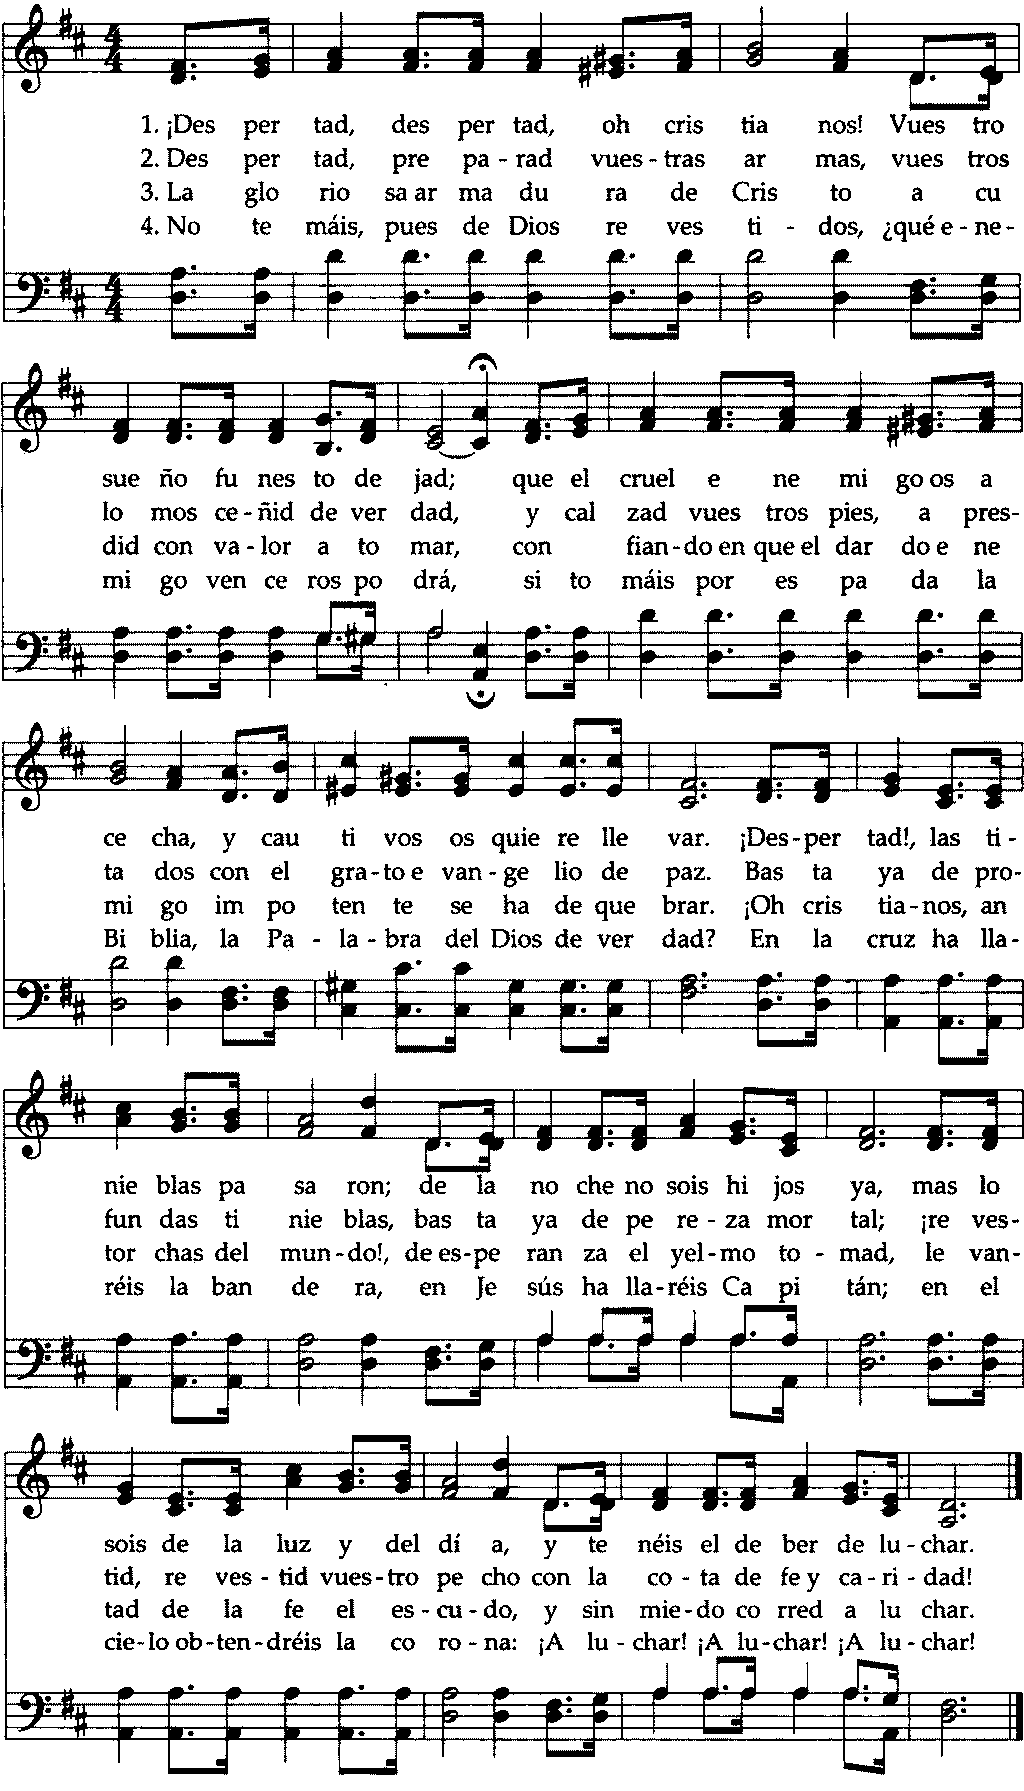 1. ¡Des per tad, des per tad, oh cris tia nos! Vues tro
2. Des per tad, pre pa - rad vues - tras ar mas, vues tros
3. La glo rio sa ar ma du ra de Cris to a cu
4. No te máis, pues de Dios re ves ti - dos, ¿qué e - ne -
sue ño fu nes to de jad; que el cruel e ne mi go os a
lo mos ce - ñid de ver dad, y cal zad vues tros pies, a pres -
did con va - lor a to mar, con fian - do en que el dar do e ne
mi go ven ce ros po drá, si to máis por es pa da la
ce cha, y cau ti vos os quie re lle var. ¡Des - per tad!, las ti -
ta dos con el gra - to e van - ge lio de paz. Bas ta ya de pro -
mi go im po ten te se ha de que brar. ¡Oh cris tia - nos, an
Bi blia, la Pa - la - bra del Dios de ver dad? En la cruz ha lla -
nie blas pa sa ron; de la no che no sois hi jos ya, mas lo
fun das ti nie blas, bas ta ya de pe re - za mor tal; ¡re ves -
tor chas del mun - do!, de es - pe ran za el yel - mo to - mad, le van -
réis la ban de ra, en Je sús ha lla - réis Ca pi tán; en el
sois de la luz y del dí a, y te néis el de ber de lu - char.
tid, re ves - tid vues - tro pe cho con la co - ta de fe y ca - ri - dad!
tad de la fe el es - cu - do, y sin mie - do co rred a lu char.
cie - lo ob - ten - dréis la co ro - na: ¡A lu - char! ¡A lu - char! ¡A lu - char!